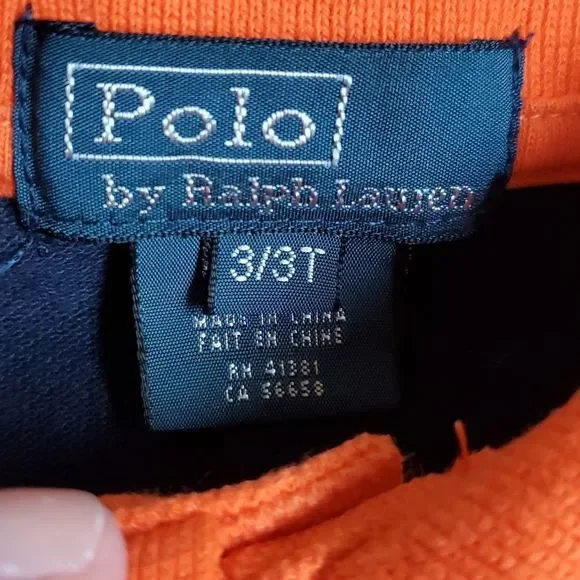 Polo
by Ralph Lauren
3/3T
MADE IN CHINA
FAIT EN CHINE
RN 41381
CA 56658